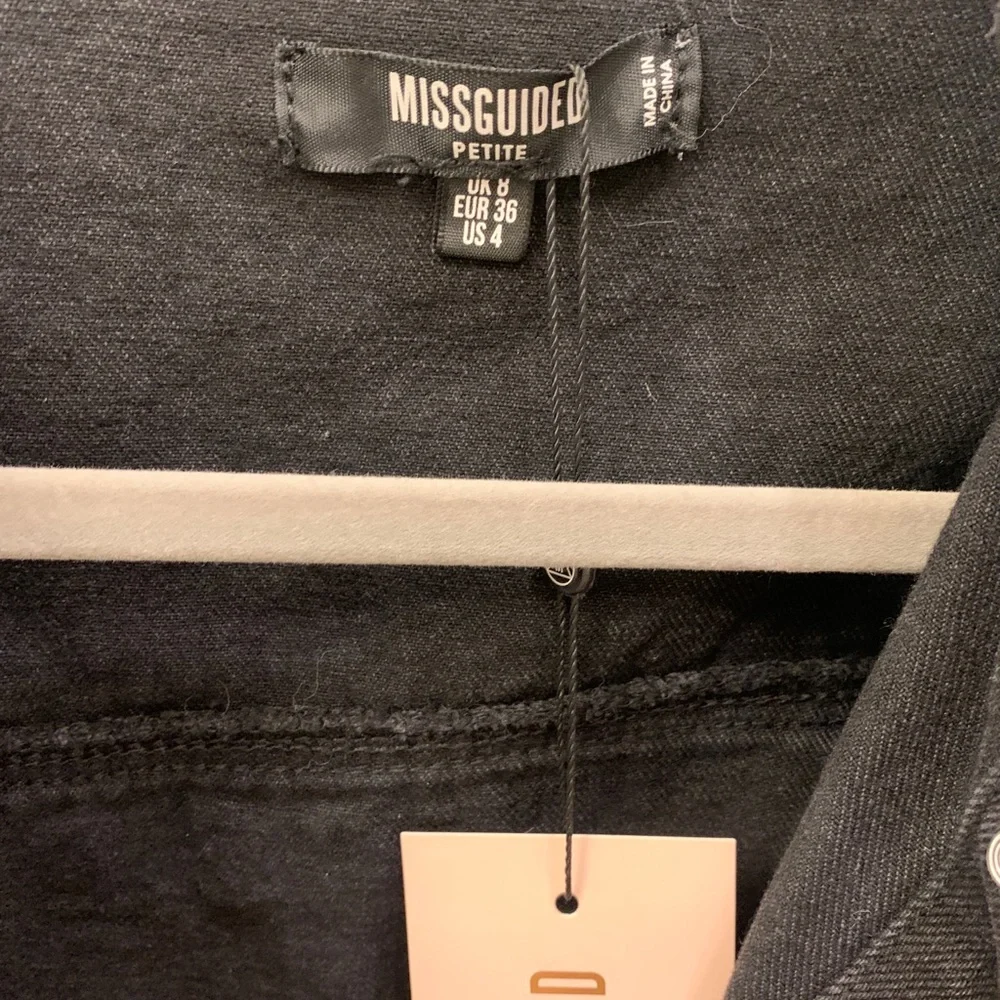 MISSGUIDED
PETITE
MADE IN
CHINA
UK 8
EUR 36
US 4
D